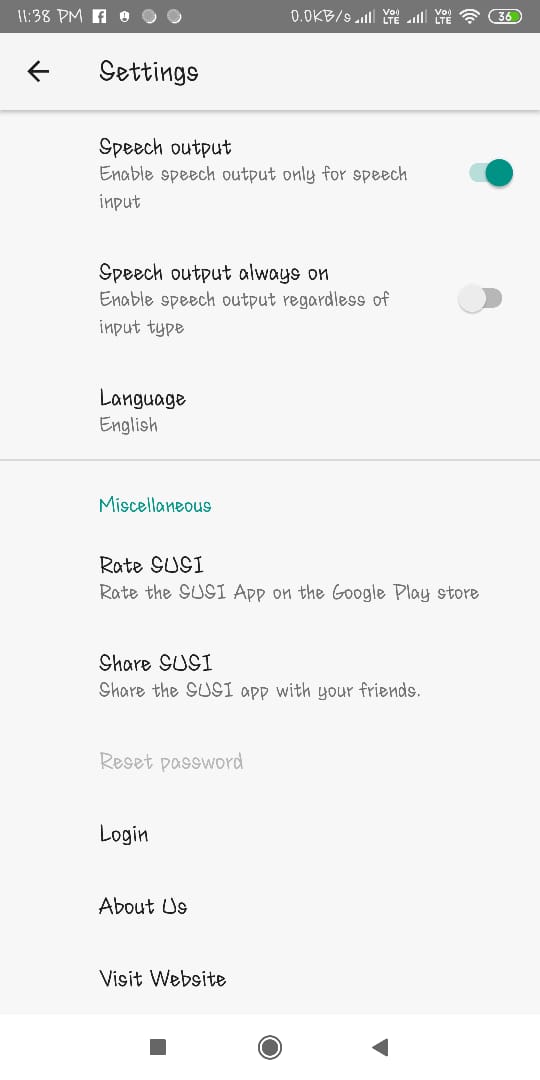 11:38 PM 0.0KB/s Vo) LTE Vo) LTE 36
Settings
Speech output
Enable speech output only for speech
input
Speech output always on
Enable speech output regardless of
input type
Language
English
Miscellaneous
Rate SUSI
Rate the SUSI App on the Google Play store
Share SUSI
Share the SUSI app with your friends.
Reset password
Login
About Us
Visit Website